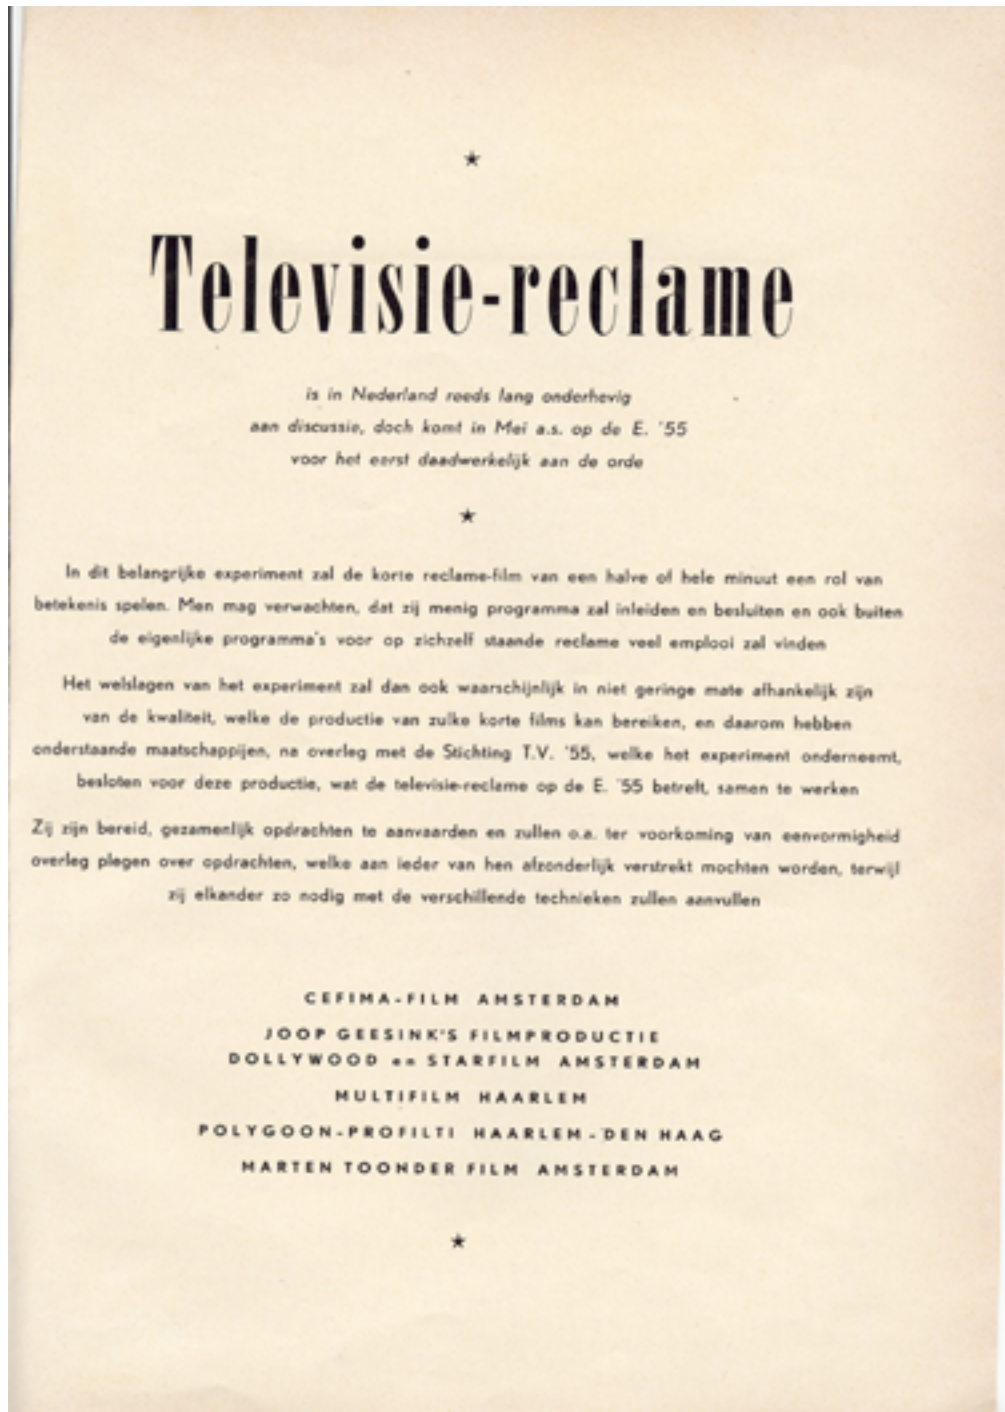 ★
Televisie-reclame
is in Nederland reeds lang onderhevig
aan discussie, doch komt in Mei a.s. op de E. '55
voor het eerst daadwerkelijk aan de orde
★
In dit belangrijke experiment zal de korte reclame-film van een halve of hele minuut een rol van
betekenis spelen. Men mag verwachten, dat zij menig programma zal inleiden en besluiten en ook buiten
de eigenlijke programma's voor op zichzelf staande reclame veel emplooi zal vinden
Het welslagen van het experiment zal dan ook waarschijnlijk in niet geringe mate afhankelijk zijn
van de kwaliteit, welke de productie van zulke korte films kan bereiken, en daarom hebben
onderstaande maatschappijen, na overleg met de Stichting T.V. '55, welke het experiment onderneemt,
besloten voor deze productie, wat de televisie-reclame op de E. '55 betreft, samen te werken
Zij zijn bereid, gezamenlijk opdrachten te aanvaarden en zullen o.a. ter voorkoming van eenvormigheid
overleg plegen over opdrachten, welke aan ieder van hen afzonderlijk verstrekt mochten worden, terwijl
zij elkander zo nodig met de verschillende technieken zullen aanvullen
CEFIMA-FILM AMSTERDAM
JOOP GEESINK'S FILMPRODUCTIE
DOLLYWOOD en STARFILM AMSTERDAM
MULTIFILM HAARLEM
POLYGOON-PROFILTI HAARLEM-DEN HAAG
MARTEN TOONDER FILM AMSTERDAM
★